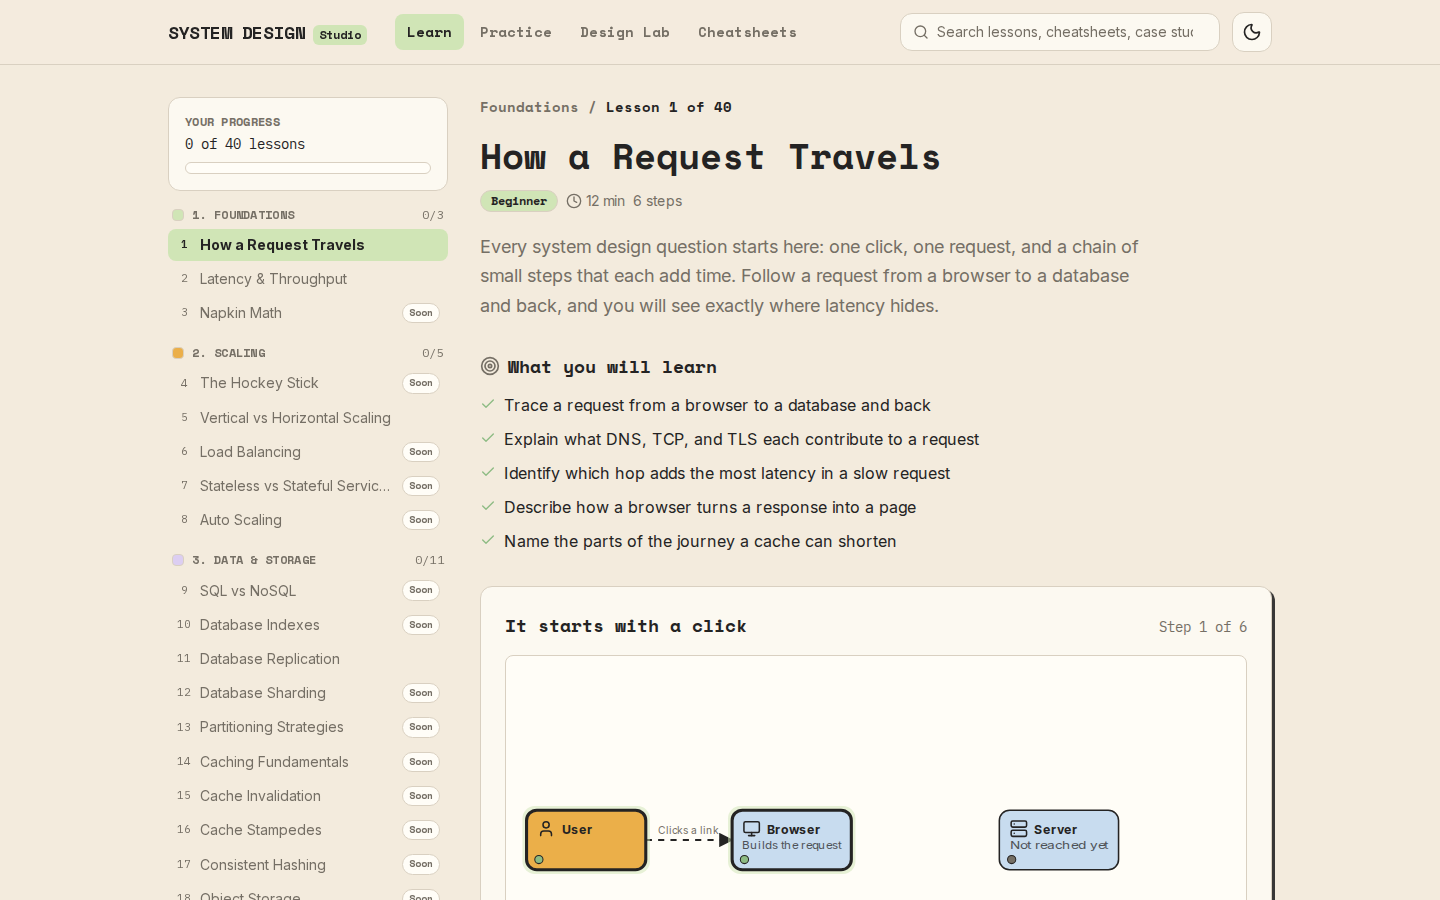 SYSTEM DESIGN Studio
Learn
Practice
Design Lab
Cheatsheets
Search lessons, cheatsheets, case stu
YOUR PROGRESS
0 of 40 lessons
1. FOUNDATIONS 0/3
1 How a Request Travels
2 Latency & Throughput
3 Napkin Math Soon
2. SCALING 0/5
4 The Hockey Stick Soon
5 Vertical vs Horizontal Scaling
6 Load Balancing Soon
7 Stateless vs Stateful Servic... Soon
8 Auto Scaling Soon
3. DATA & STORAGE 0/11
9 SQL vs NoSQL Soon
10 Database Indexes Soon
11 Database Replication
12 Database Sharding Soon
13 Partitioning Strategies Soon
14 Caching Fundamentals Soon
15 Cache Invalidation Soon
16 Cache Stampedes Soon
17 Consistent Hashing Soon
18 Object Storage Soon
Foundations / Lesson 1 of 40
How a Request Travels
Beginner 12 min 6 steps
Every system design question starts here: one click, one request, and a chain of
small steps that each add time. Follow a request from a browser to a database
and back, and you will see exactly where latency hides.
What you will learn
Trace a request from a browser to a database and back
Explain what DNS, TCP, and TLS each contribute to a request
Identify which hop adds the most latency in a slow request
Describe how a browser turns a response into a page
Name the parts of the journey a cache can shorten
It starts with a click
Step 1 of 6
User
Clicks a link
Browser
Builds the request
Server
Not reached yet